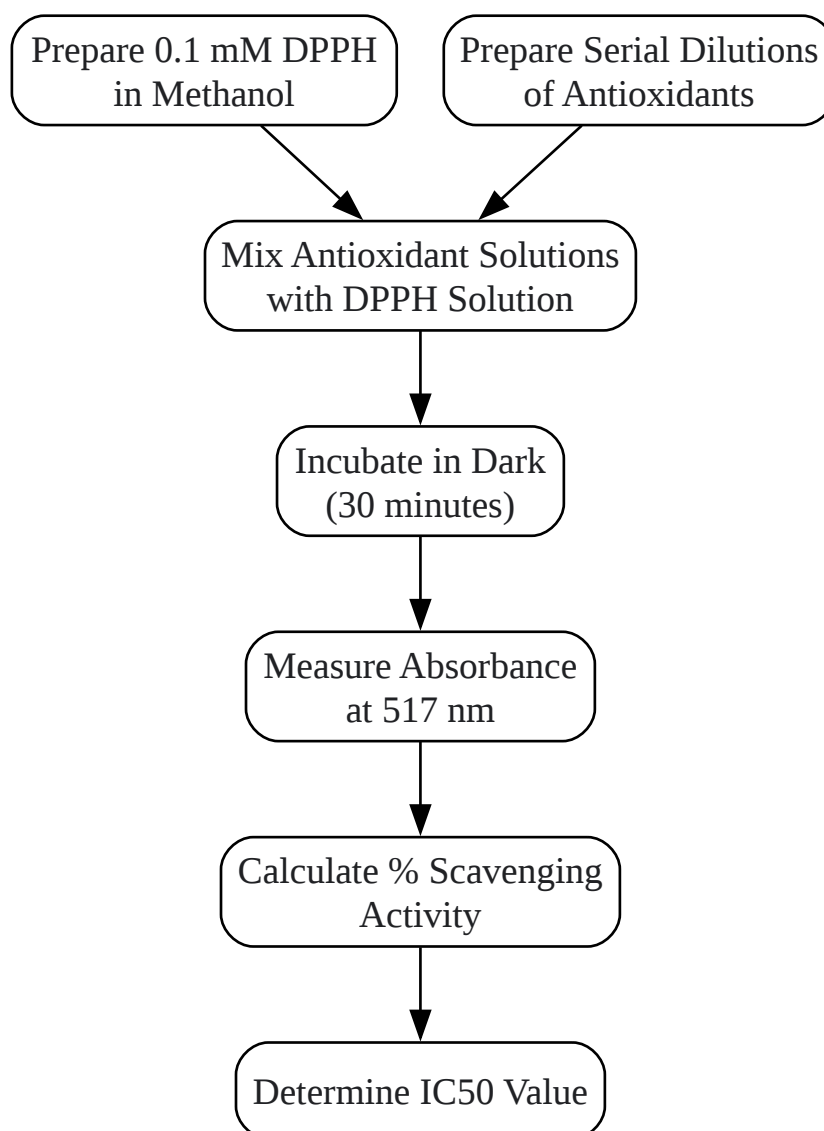 Prepare 0.1 mM DPPH
in Methanol
Prepare Serial Dilutions
of Antioxidants
Mix Antioxidant Solutions
with DPPH Solution
Incubate in Dark
(30 minutes)
Measure Absorbance
at 517 nm
Calculate % Scavenging
Activity
Determine IC50 Value